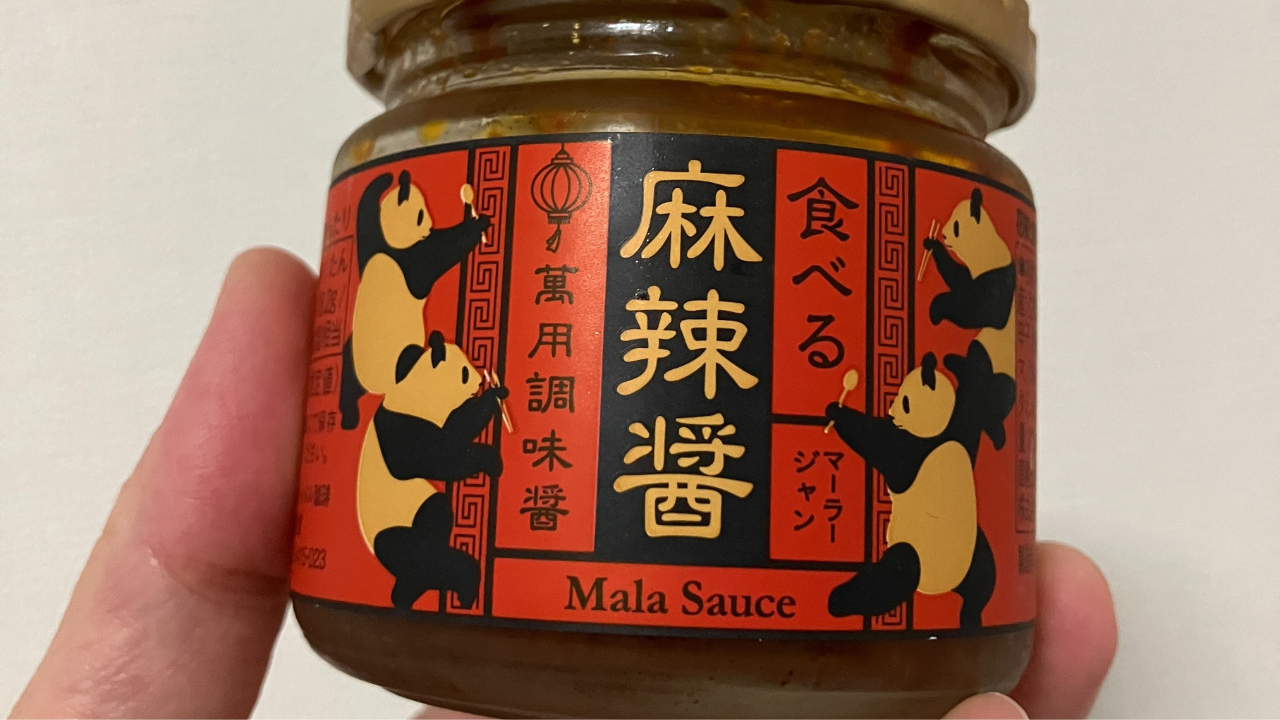 食べる
マーラー
ジャン
麻辣醤
萬用調味醤
Mala Sauce